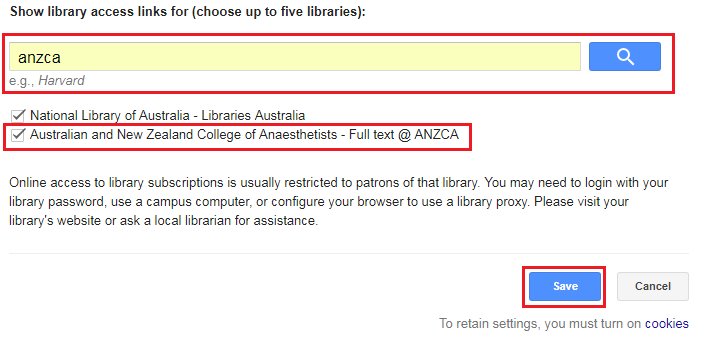 Show library access links for (choose up to five libraries):
anzca
e.g., Harvard
National Library of Australia - Libraries Australia
Australian and New Zealand College of Anaesthetists - Full text @ ANZCA
Online access to library subscriptions is usually restricted to patrons of that library. You may need to login with your
library password, use a campus computer, or configure your browser to use a library proxy. Please visit your
library's website or ask a local librarian for assistance.
Save Cancel
To retain settings, you must turn on cookies